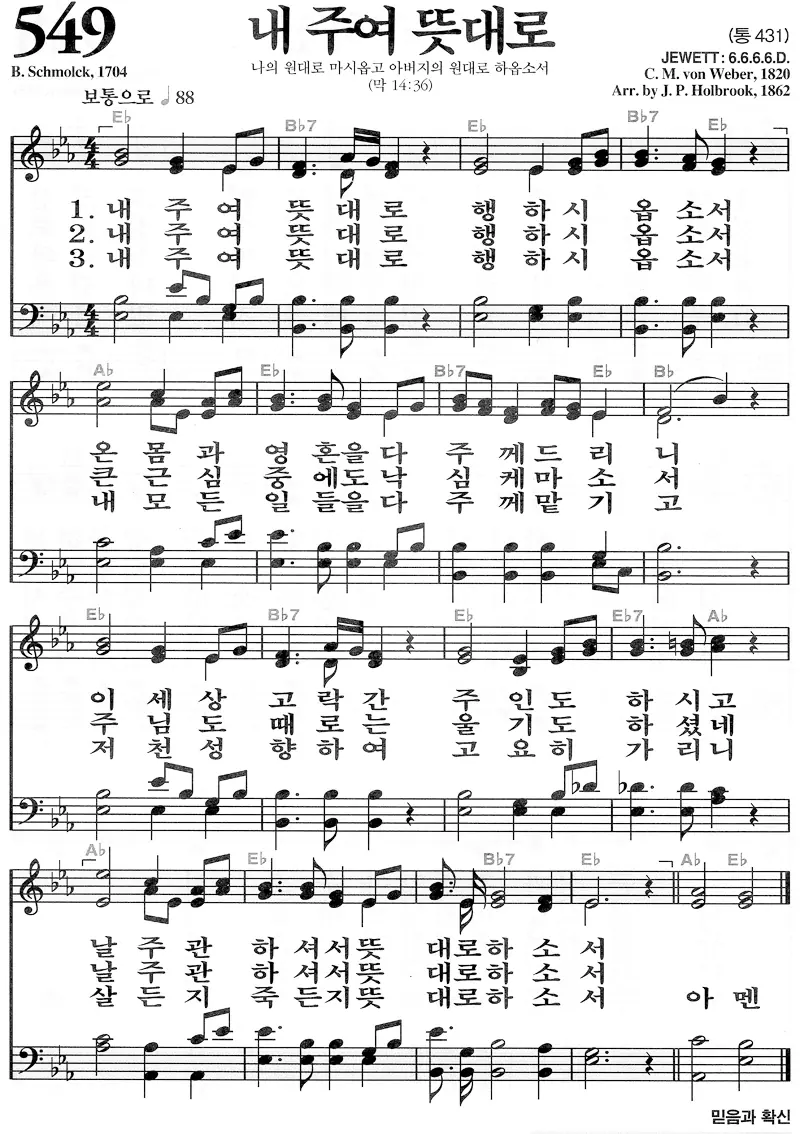 549
내 주여 뜻대로
(통 431)
나의 원대로 마시옵고 아버지의 원대로 하옵소서
(막 14:36)
B. Schmolck, 1704
JEWETT : 6.6.6.6.D.
C. M. von Weber, 1820
Arr. by J. P. Holbrook, 1862
보통으로 ♩88
E♭ B♭7 E♭ B♭7 E♭
1. 내 주 여 뜻 대 로 행 하 시 옵 소 서
2. 내 주 여 뜻 대 로 행 하 시 옵 소 서
3. 내 주 여 뜻 대 로 행 하 시 옵 소 서
A♭ E♭ B♭7 E♭ B♭
온 몸 과 영 혼 을 다 주 께 드 리 니
큰 근 심 중 에 도 낙 심 케 마 소 서
내 모 든 일 들 을 다 주 께 맡 기 고
E♭ B♭7 E♭ E♭7 A♭
이 세 상 고 락 간 주 인 도 하 시 고
주 님 도 때 로 는 울 기 도 하 셨 네
저 천 성 향 하 여 고 요 히 가 리 니
A♭ E♭ B♭7 E♭ A♭ E♭
날 주 관 하 셔 서 뜻 대 로 하 소 서
날 주 관 하 셔 서 뜻 대 로 하 소 서
살 든 지 죽 든 지 뜻 대 로 하 소 서 아 멘
믿음과 확신